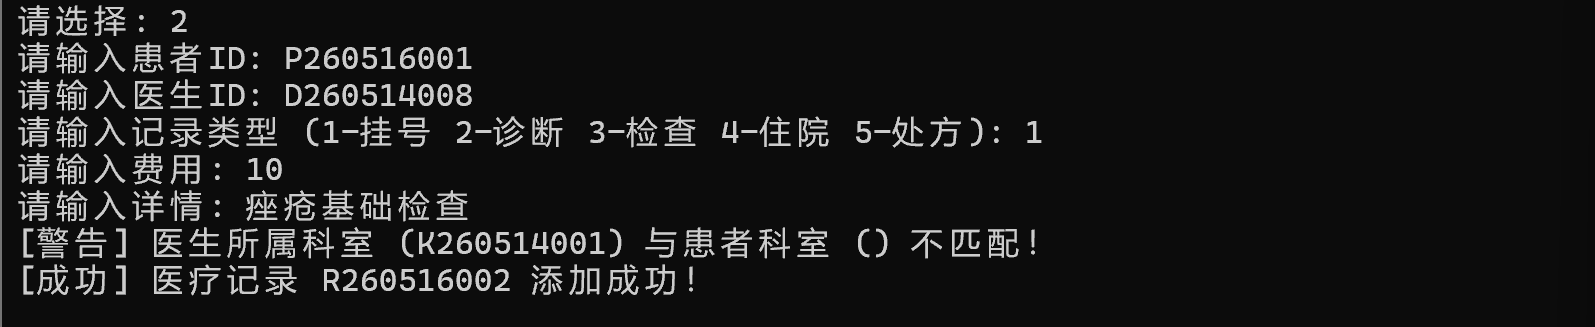 请选择: 2
请输入患者ID: P260516001
请输入医生ID: D260514008
请输入记录类型 (1-挂号 2-诊断 3-检查 4-住院 5-处方): 1
请输入费用: 10
请输入详情: 痤疮基础检查
[警告] 医生所属科室 (K260514001) 与患者科室 () 不匹配!
[成功] 医疗记录 R260516002 添加成功!